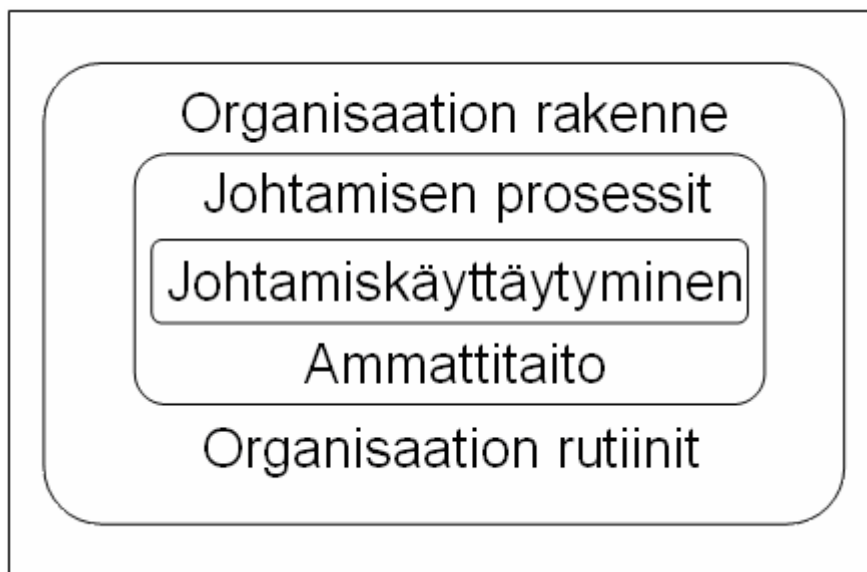 Organisaation rakenne
Johtamisen prosessit
Johtamiskäyttäytyminen
Ammattitaito
Organisaation rutiinit